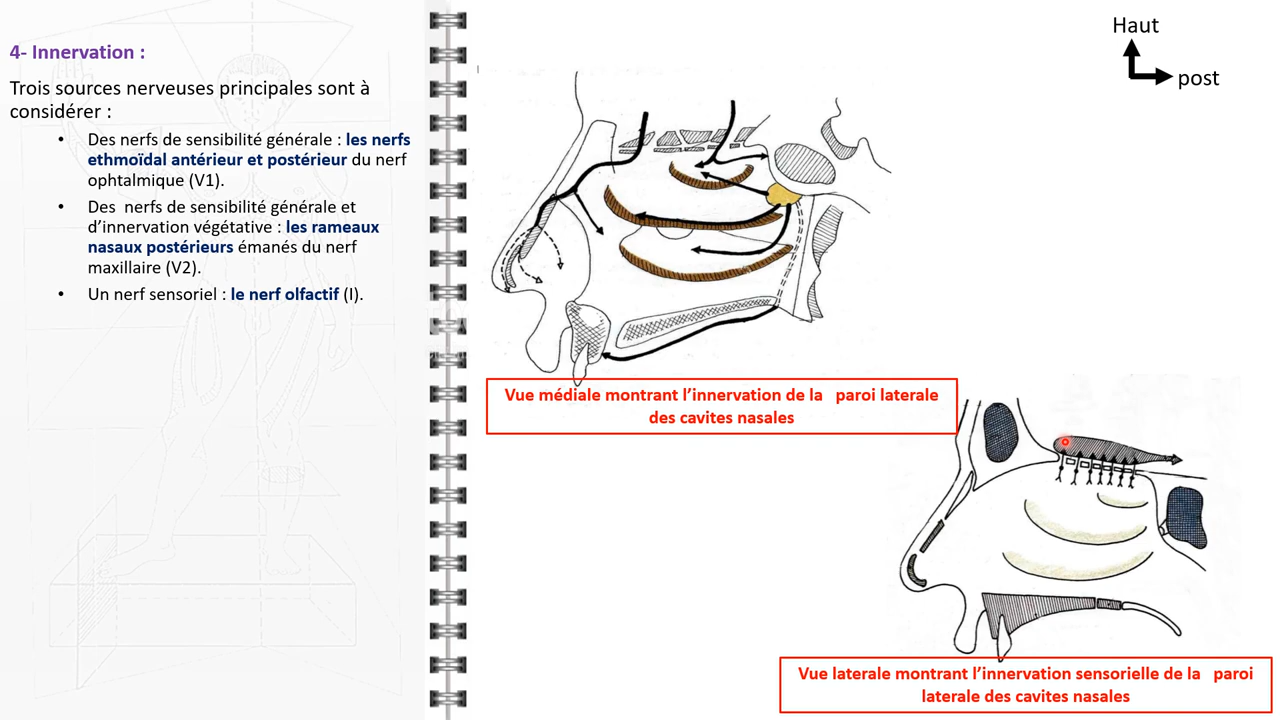 4- Innervation :
Trois sources nerveuses principales sont à
considérer :
• Des nerfs de sensibilité générale : les nerfs
ethmoïdal antérieur et postérieur du nerf
ophtalmique (V1).
• Des nerfs de sensibilité générale et
d’innervation végétative : les rameaux
nasaux postérieurs émanés du nerf
maxillaire (V2).
• Un nerf sensoriel : le nerf olfactif (I).
Haut
post
Vue médiale montrant l’innervation de la paroi laterale
des cavites nasales
Vue laterale montrant l’innervation sensorielle de la paroi
laterale des cavites nasales